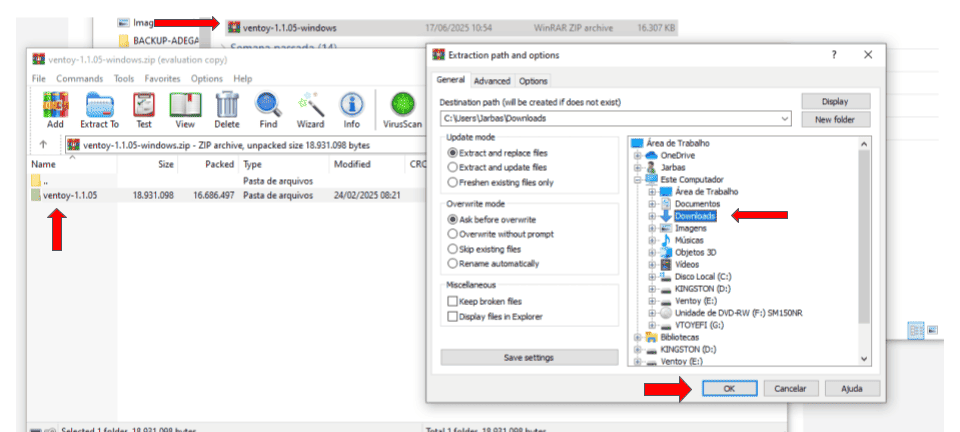 Imag
ventoy-1.1.05-windows 17/06/2025 10:54 WinRAR ZIP archive 16.307 KB
BACKUP-ADEGA
Semana passada (14)
ventoy-1.1.05-windows.zip (evaluation copy)
File Commands Tools Favorites Options Help
Add Extract To Test View Delete Find Wizard Info VirusScan
ventoy-1.1.05-windows.zip - ZIP archive, unpacked size 18.931.098 bytes
Name Size Packed Type Modified CRC
.. Pasta de arquivos
ventoy-1.1.05 18.931.098 16.686.497 Pasta de arquivos 24/02/2025 08:21
Selected 1 folder, 18.931.098 bytes Total 1 folder, 18.931.098 bytes
Extraction path and options ? X
General Advanced Options
Destination path (will be created if does not exist)
C:\Users\Jarbas\Downloads
Display
New folder
Update mode
Extract and replace files
Extract and update files
Freshen existing files only
Overwrite mode
Ask before overwrite
Overwrite without prompt
Skip existing files
Rename automatically
Miscellaneous
Keep broken files
Display files in Explorer
Save settings
Área de Trabalho
OneDrive
Jarbas
Este Computador
Área de Trabalho
Documentos
Downloads
Imagens
Músicas
Objetos 3D
Vídeos
Disco Local (C:)
KINGSTON (D:)
Ventoy (E:)
Unidade de DVD-RW (F:) SM150NR
VTOYEFI (G:)
Bibliotecas
KINGSTON (D:)
Ventoy (E:)
OK Cancelar Ajuda